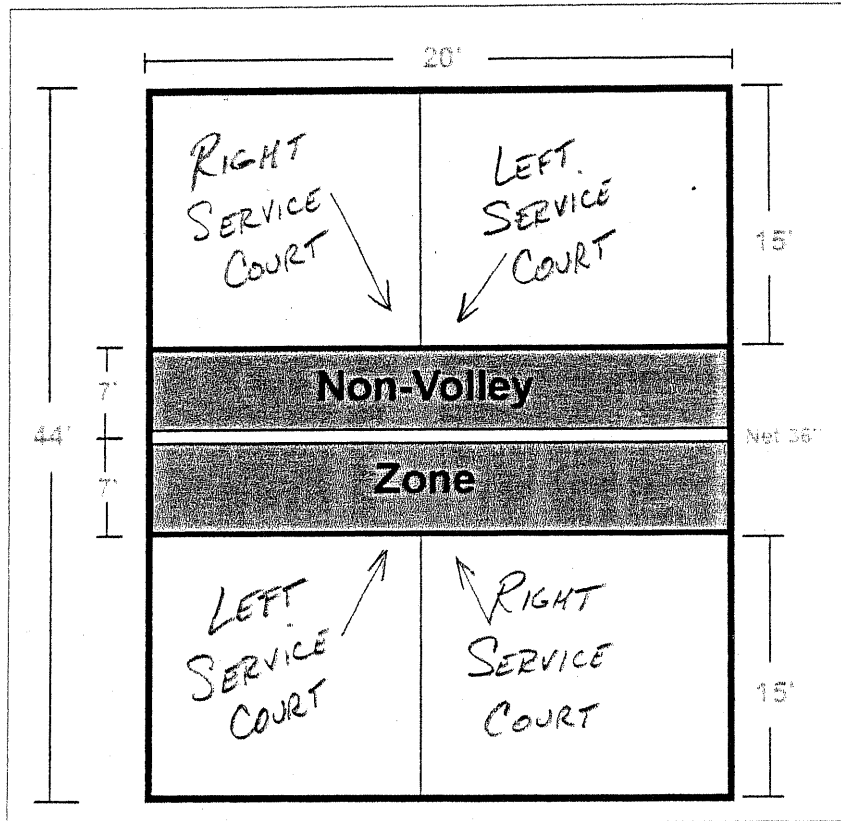 20'
RIGHT
SERVICE
COURT
LEFT
SERVICE
COURT
15'
7'
Non-Volley
44'
Net 36"
7'
Zone
LEFT
SERVICE
COURT
RIGHT
SERVICE
COURT
15'